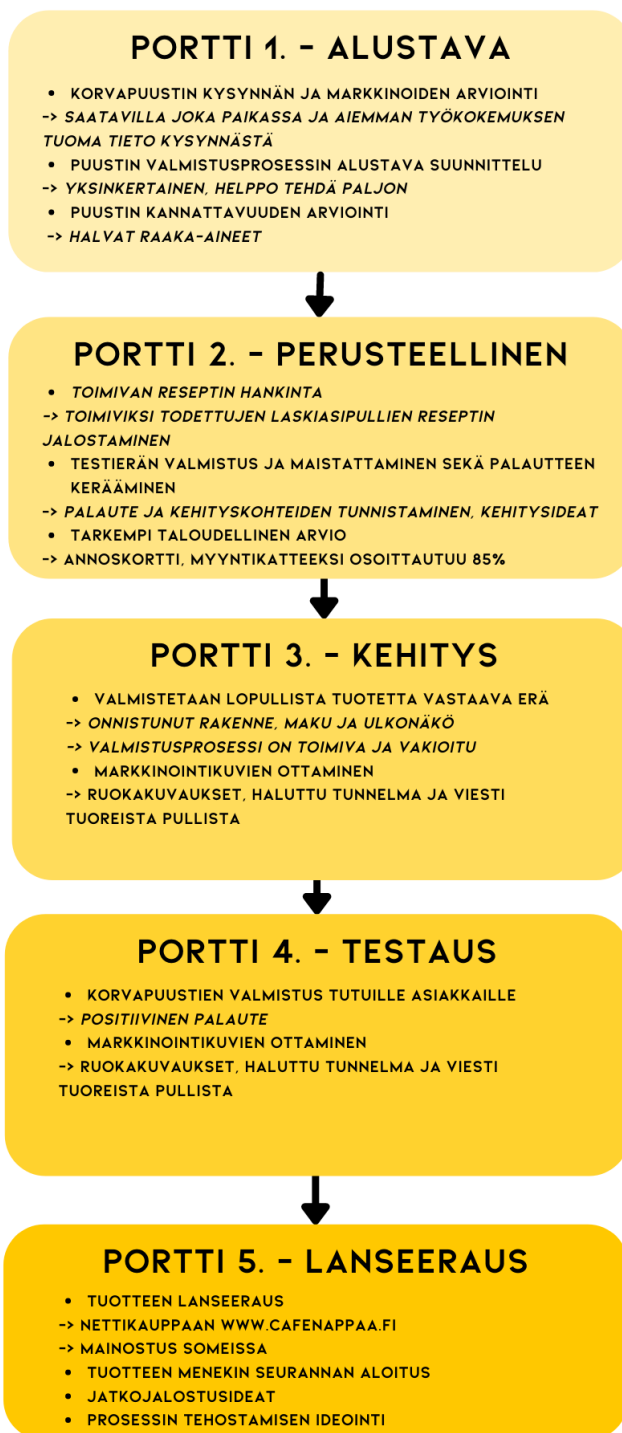 PORTTI 1. - ALUSTAVA
• KORVAPUUSTIN KYSYNNÄN JA MARKKINOIDEN ARVIOINTI
-> SAATAVILLA JOKA PAIKASSA JA AIEMMAN TYÖKOKEMUKSEN
TUOMA TIETO KYSYNNÄSTÄ
• PUUSTIN VALMISTUSPROSESSIN ALUSTAVA SUUNNITTELU
-> YKSINKERTAINEN, HELPPO TEHDÄ PALJON
• PUUSTIN KANNATTAVUUDEN ARVIOINTI
-> HALVAT RAAKA-AINEET
PORTTI 2. - PERUSTEELLINEN
• TOIMIVAN RESEPTIN HANKINTA
-> TOIMIVIKSI TODETTUJEN LASKIASIPULLIEN RESEPTIN
JALOSTAMINEN
• TESTIERÄN VALMISTUS JA MAISTATTAMINEN SEKÄ PALAUTTEEN
KERÄÄMINEN
-> PALAUTE JA KEHITYSKOHTEIDEN TUNNISTAMINEN, KEHITYSIDEAT
• TARKEMPI TALOUDELLINEN ARVIO
-> ANNOSKORTTI, MYYNTIKATTEEKSI OSOITTAUTUU 85%
PORTTI 3. - KEHITYS
• VALMISTETAAN LOPULLISTA TUOTETTA VASTAAVA ERÄ
-> ONNISTUNUT RAKENNE, MAKU JA ULKONÄKÖ
-> VALMISTUSPROSESSI ON TOIMIVA JA VAKIOITU
• MARKKINOINTIKUVIEN OTTAMINEN
-> RUOKAKUVAUKSET, HALUTTU TUNNELMA JA VIESTI
TUOREISTA PULLISTA
PORTTI 4. - TESTAUS
• KORVAPUUSTIEN VALMISTUS TUTUILLE ASIAKKAILLE
-> POSITIIVINEN PALAUTE
• MARKKINOINTIKUVIEN OTTAMINEN
-> RUOKAKUVAUKSET, HALUTTU TUNNELMA JA VIESTI
TUOREISTA PULLISTA
PORTTI 5. - LANSEERAUS
• TUOTTEEN LANSEERAUS
-> NETTIKAUPPAAN WWW.CAFENAPPAA.FI
-> MAINOSTUS SOMEISSA
• TUOTTEEN MENEKIN SEURANNAN ALOITUS
• JATKOJALOSTUSIDEAT
• PROSESSIN TEHOSTAMISEN IDEOINTI